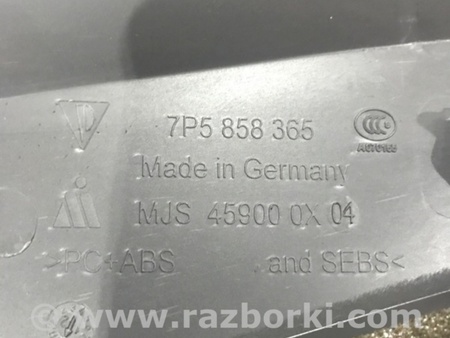 7P5 858 365
Made in Germany
MJS 45900 0X 04
>PC+ABS and SEBS<
www.razborki.com